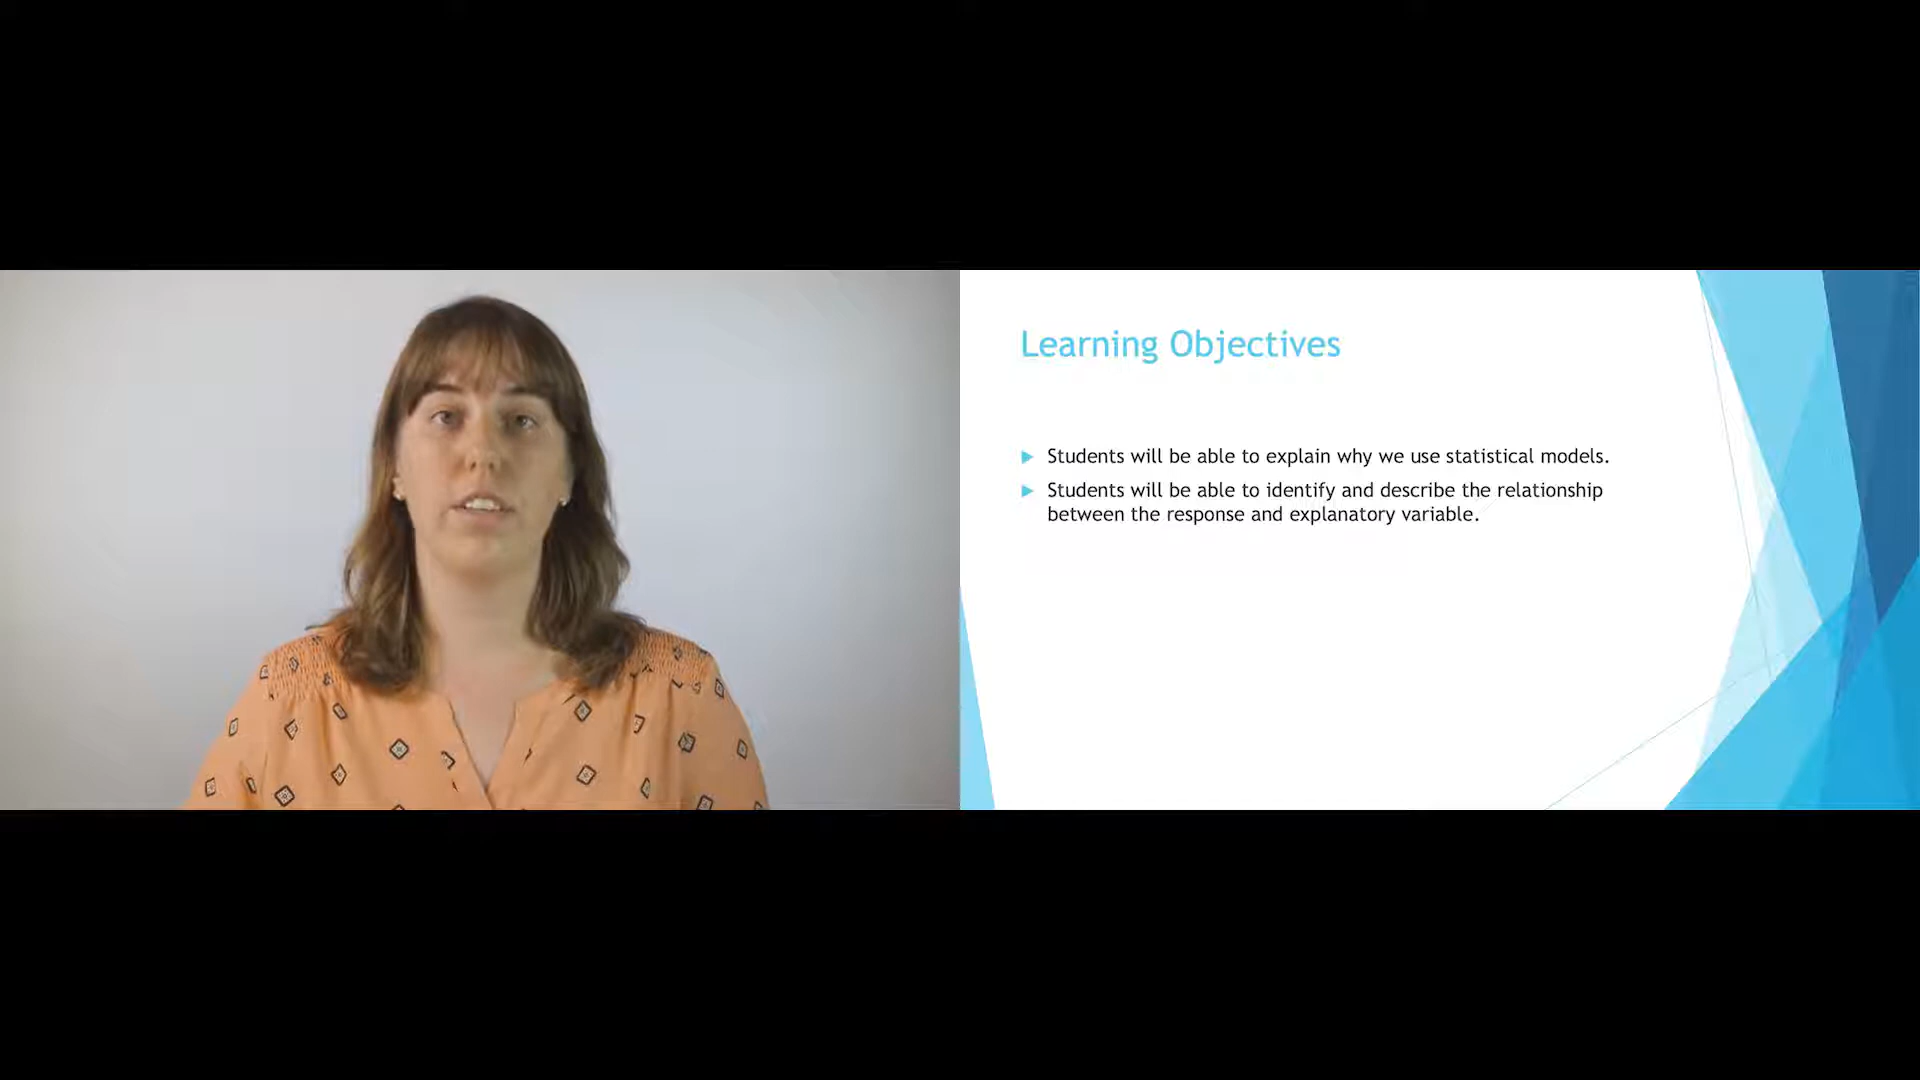 Learning Objectives
Students will be able to explain why we use statistical models.
Students will be able to identify and describe the relationship
between the response and explanatory variable.